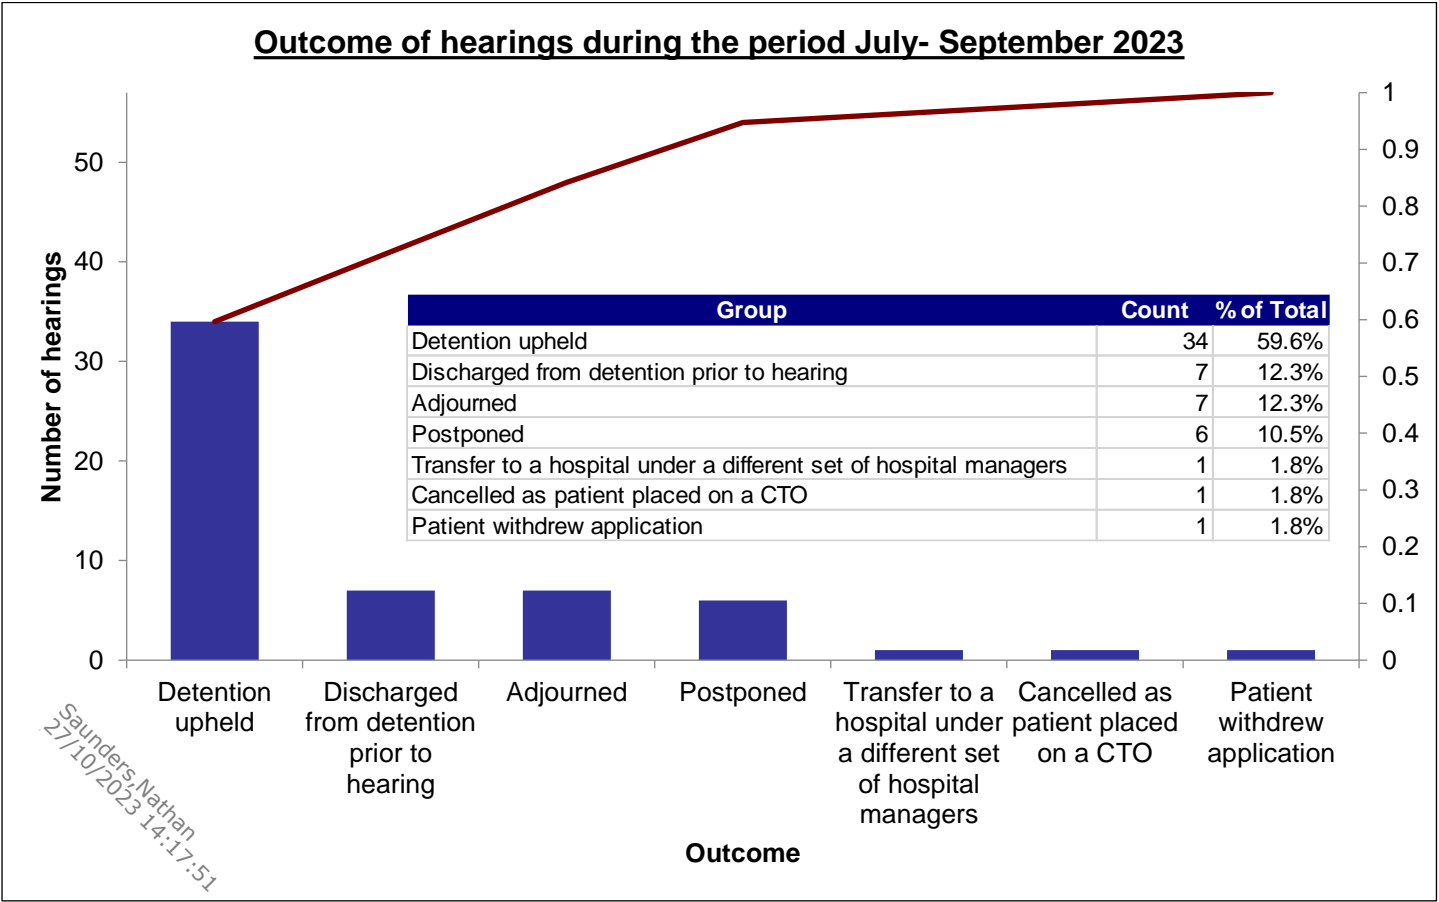 Outcome of hearings during the period July- September 2023
1
50
0.9
0.8
40
0.7
Number of hearings
Group Count % of Total
Detention upheld 34 59.6%
Discharged from detention prior to hearing 7 12.3%
Adjourned 7 12.3%
Postponed 6 10.5%
Transfer to a hospital under a different set of hospital managers 1 1.8%
Cancelled as patient placed on a CTO 1 1.8%
Patient withdrew application 1 1.8%
0.6
30
0.5
0.4
20
0.3
10
0.2
0.1
0
0
Detention
upheld
Discharged
from detention
prior to
hearing
Adjourned
Postponed
Transfer to a
hospital under
a different set
of hospital
managers
Cancelled as
patient placed
on a CTO
Patient
withdrew
application
Outcome
Saunders,Nathan
27/10/2023 14:17:51